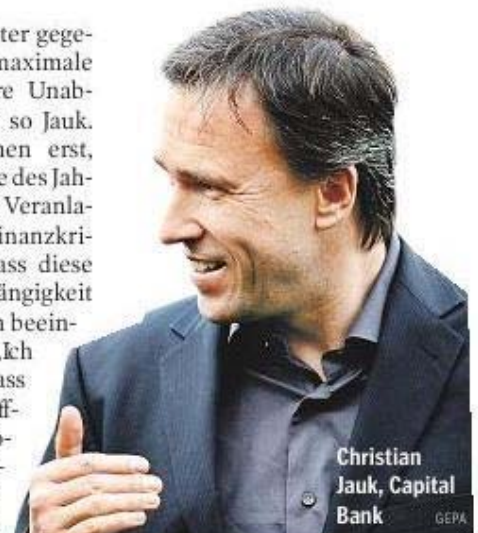 ter gege-
maximale
re Unab-
so Jauk.
nen erst,
e des Jah-
Veranla-
inanzkri-
ass diese
ängigkeit
n beein-
Ich
ass
ff-
Christian
Jauk, Capital
Bank
GEPA